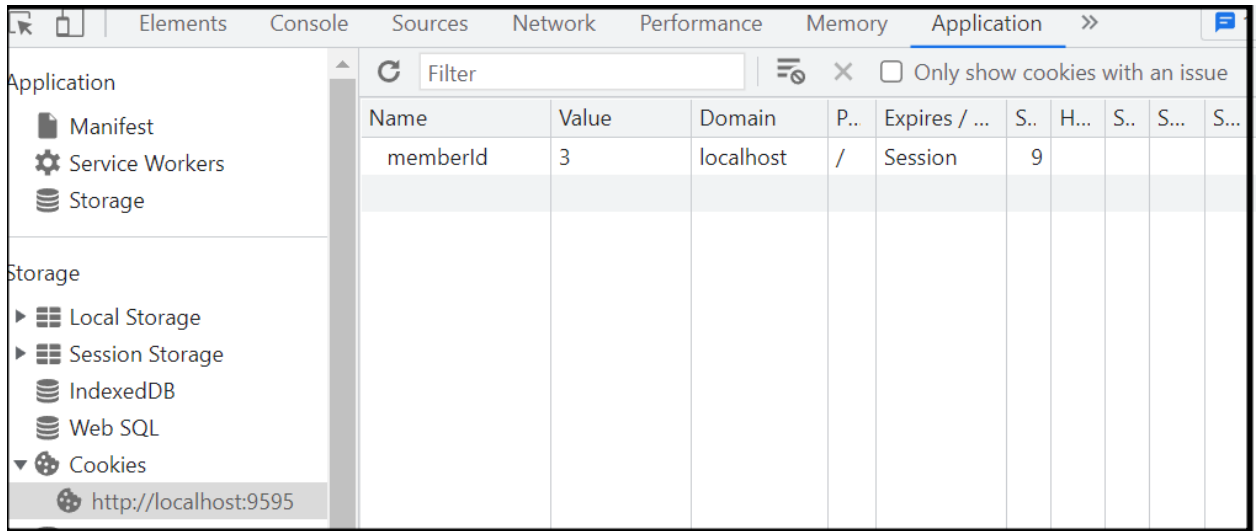 Elements Console Sources Network Performance Memory Application »
Application
Manifest
Service Workers
Storage
Storage
Local Storage
Session Storage
IndexedDB
Web SQL
Cookies
http://localhost:9595
Filter Only show cookies with an issue
Name Value Domain P... Expires / ... S.. H... S.. S... S...
memberId 3 localhost / Session 9